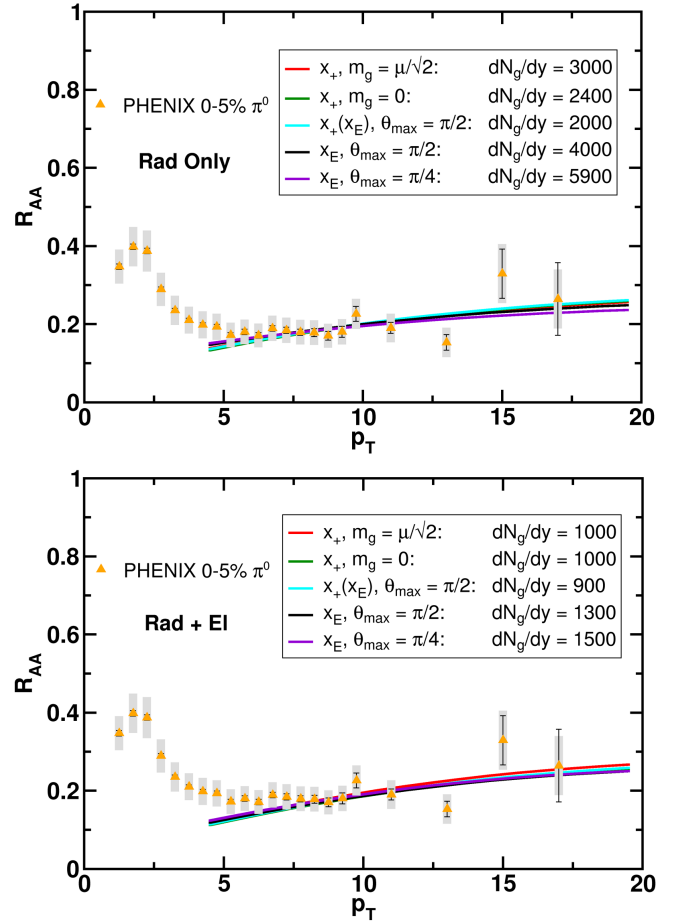 1
x₊, m_g = μ/√2: dN_g/dy = 3000
x₊, m_g = 0: dN_g/dy = 2400
x₊(x_E), θ_max = π/2: dN_g/dy = 2000
x_E, θ_max = π/2: dN_g/dy = 4000
x_E, θ_max = π/4: dN_g/dy = 5900
0.8
PHENIX 0-5% π⁰
Rad Only
0.6
R_AA
0.4
0.2
0
0 5 10 15 20
p_T
1
x₊, m_g = μ/√2: dN_g/dy = 1000
x₊, m_g = 0: dN_g/dy = 1000
x₊(x_E), θ_max = π/2: dN_g/dy = 900
x_E, θ_max = π/2: dN_g/dy = 1300
x_E, θ_max = π/4: dN_g/dy = 1500
0.8
PHENIX 0-5% π⁰
Rad + El
0.6
R_AA
0.4
0.2
0
0 5 10 15 20
p_T